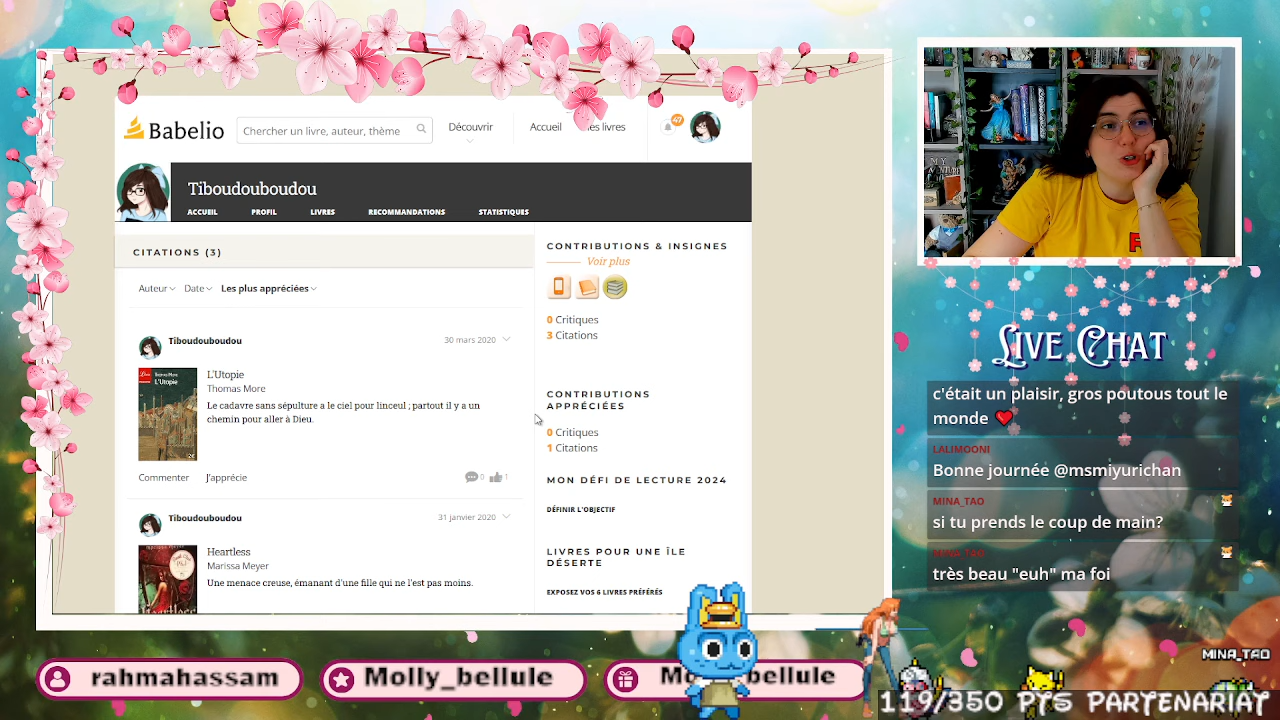 Babelio
Chercher un livre, auteur, thème
Découvrir
Accueil
livres
47
Tiboudouboudou
ACCUEIL
PROFIL
LIVRES
RECOMMANDATIONS
STATISTIQUES
CITATIONS (3)
Auteur
Date
Les plus appréciées
Tiboudouboudou
30 mars 2020
L'Utopie
Thomas More
Le cadavre sans sépulture a le ciel pour linceul ; partout il y a un
chemin pour aller à Dieu.
Commenter
J'apprécie
0
1
Tiboudouboudou
31 janvier 2020
Heartless
Marissa Meyer
Une menace creuse, émanant d'une fille qui ne l'est pas moins.
CONTRIBUTIONS & INSIGNES
Voir plus
0 Critiques
3 Citations
CONTRIBUTIONS
APPRÉCIÉES
0 Critiques
1 Citations
MON DÉFI DE LECTURE 2024
DÉFINIR L'OBJECTIF
LIVRES POUR UNE ÎLE
DÉSERTE
EXPOSEZ VOS 6 LIVRES PRÉFÉRÉS
LIVE CHAT
c'était un plaisir, gros poutous tout le
monde
LALIMOONI
Bonne journée @msmiyurichan
MINA_TAO
si tu prends le coup de main?
MINA_TAO
très beau "euh" ma foi
MINA_TAO
rahmahassam
Molly_bellule
119/350 PTS PARTENARIAT